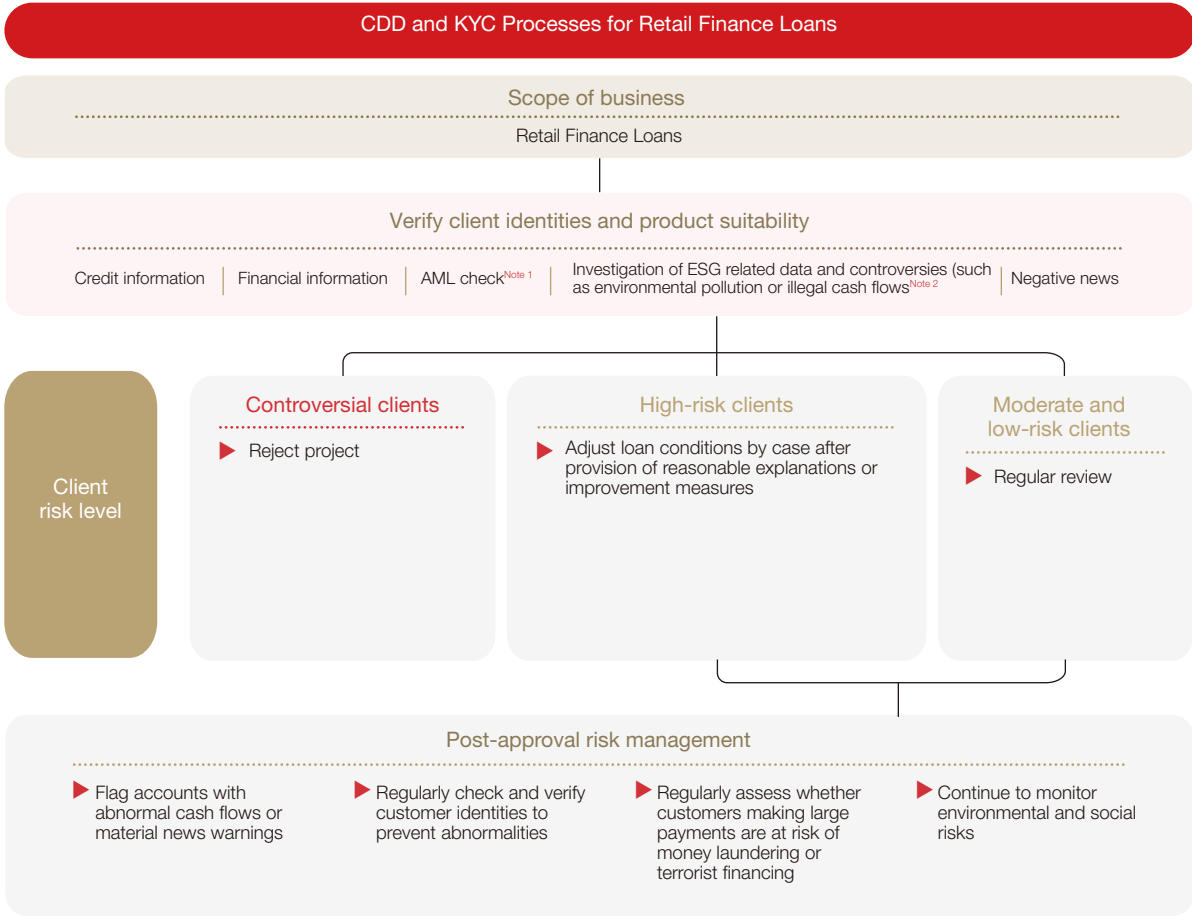 CDD and KYC Processes for Retail Finance Loans
Scope of business
Retail Finance Loans
Verify client identities and product suitability
Credit information
Financial information
AML check Note 1
Investigation of ESG related data and controversies (such
as environmental pollution or illegal cash flows Note 2
Negative news
Client
risk level
Controversial clients
Reject project
High-risk clients
Adjust loan conditions by case after
provision of reasonable explanations or
improvement measures
Moderate and
low-risk clients
Regular review
Post-approval risk management
Flag accounts with
abnormal cash flows or
material news warnings
Regularly check and verify
customer identities to
prevent abnormalities
Regularly assess whether
customers making large
payments are at risk of
money laundering or
terrorist financing
Continue to monitor
environmental and social
risks